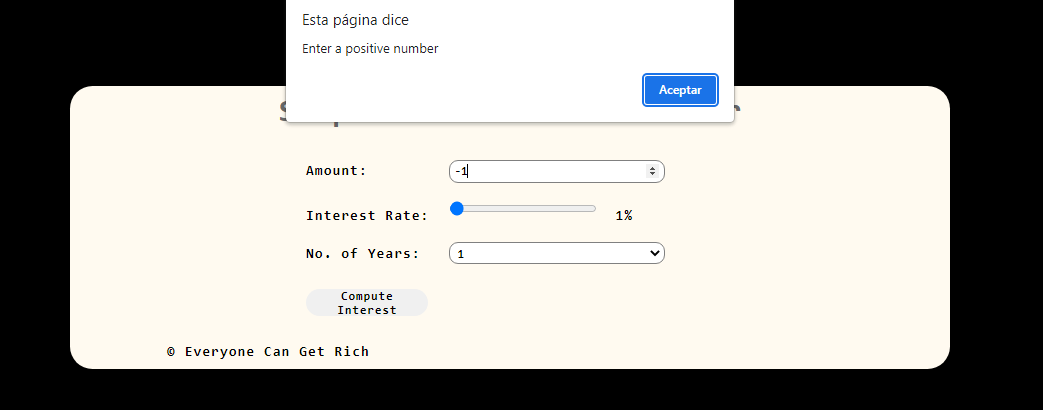 Esta página dice
Enter a positive number
Aceptar
Amount:
-1
Interest Rate:
1%
No. of Years:
1
Compute
Interest
© Everyone Can Get Rich